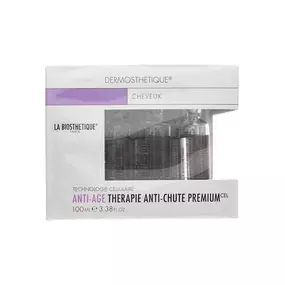 DERMOSTHETIQUE®
CHEVEUX
LA BIOSTHETIQUE®
PARIS
TECHNOLOGIE CELLULAIRE
ANTI-AGE THERAPIE ANTI-CHUTE PREMIUM CEL
100 ml ℮ 3.38 fl.oz.